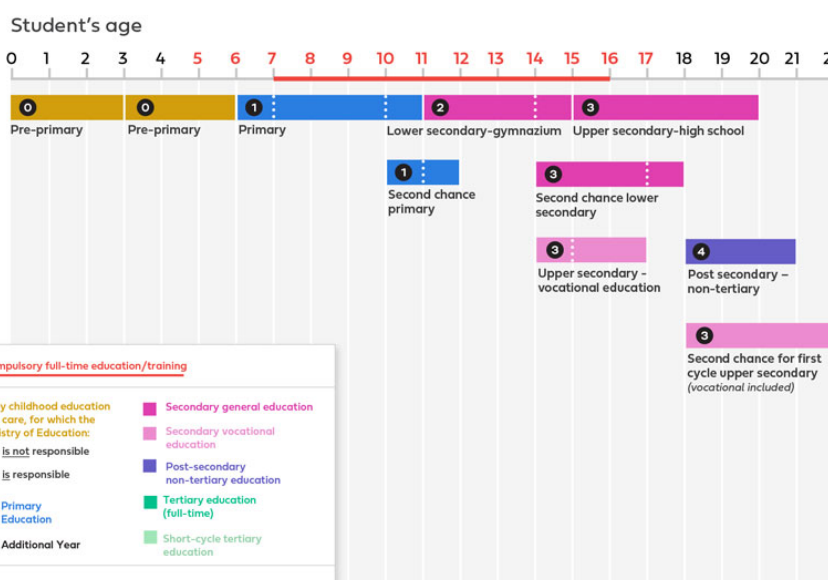 Student's age
0 1 2 3 4 5 6 7 8 9 10 11 12 13 14 15 16 17 18 19 20 21
0 0 1 2 3
Pre-primary Pre-primary Primary Lower secondary-gymnazium Upper secondary-high school
1 3
Second chance
primary
Second chance lower
secondary
3 4
Upper secondary -
vocational education
Post secondary –
non-tertiary
3
Second chance for first
cycle upper secondary
(vocational included)
full-time education/training
childhood education
care, for which the
of Education:
is not responsible
is responsible
Primary
Education
Additional Year
Secondary general education
Secondary vocational
education
Post-secondary
non-tertiary education
Tertiary education
(full-time)
Short-cycle tertiary
education